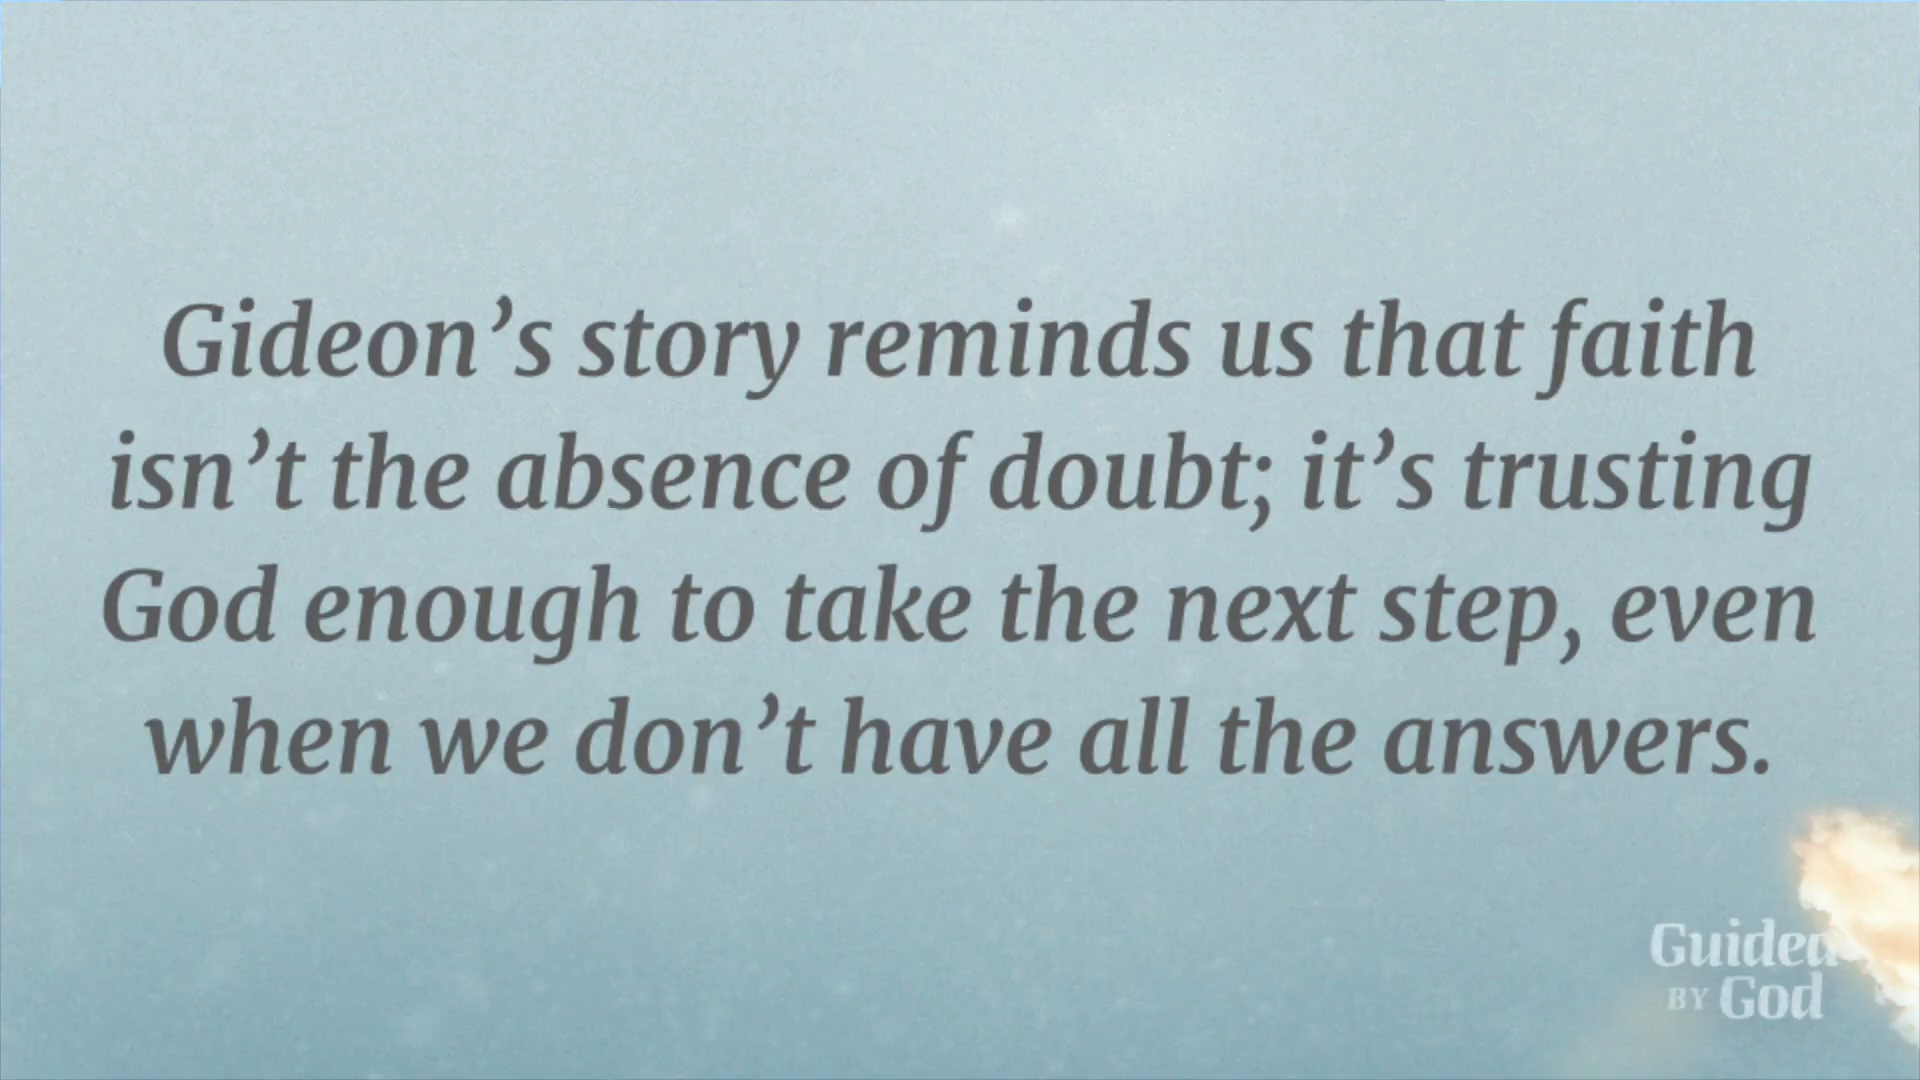 Gideon’s story reminds us that faith
isn’t the absence of doubt; it’s trusting
God enough to take the next step, even
when we don’t have all the answers.
Guided
BY God